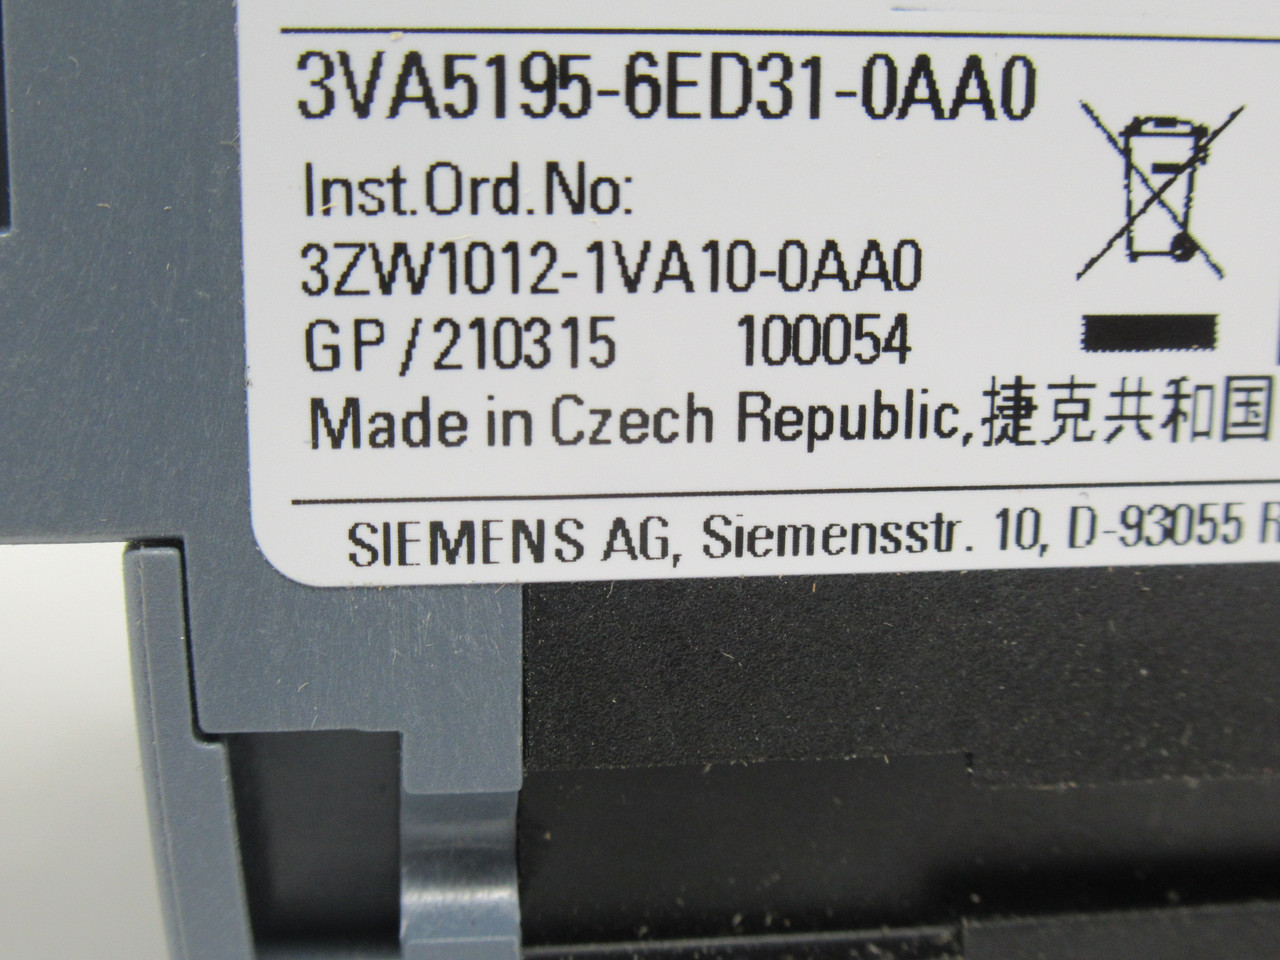 3VA5195-6ED31-0AA0
Inst.Ord.No:
3ZW1012-1VA10-0AA0
GP/210315 100054
Made in Czech Republic,捷克共和国
SIEMENS AG, Siemensstr. 10, D-93055 R